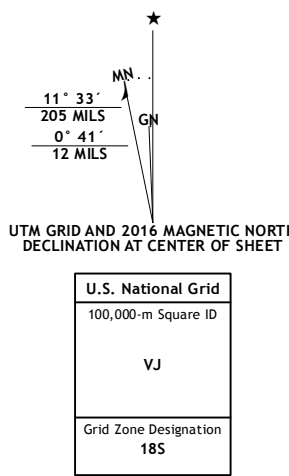 ★
MN
11° 33´
205 MILS
GN
0° 41´
12 MILS
UTM GRID AND 2016 MAGNETIC NORTH
DECLINATION AT CENTER OF SHEET
U.S. National Grid
100,000-m Square ID
VJ
Grid Zone Designation
18S